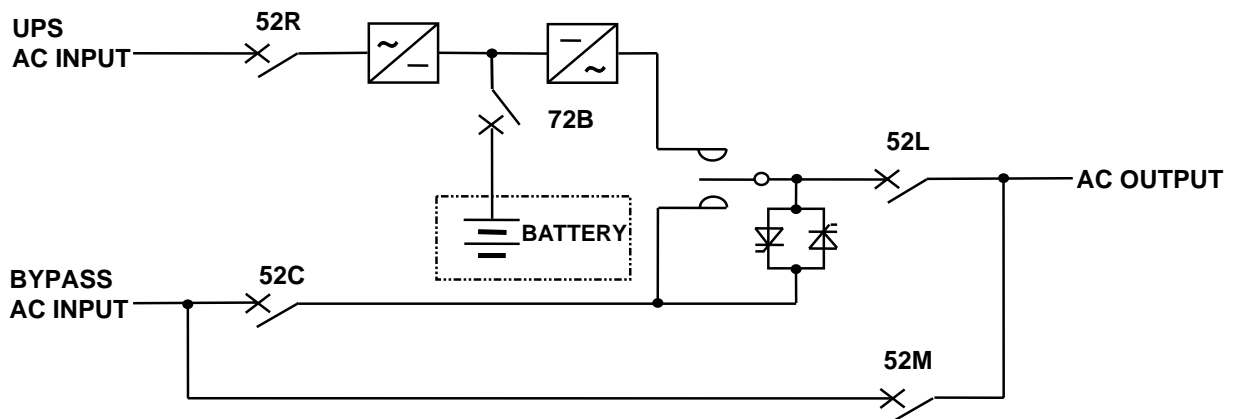 UPS
AC INPUT
52R
72B
52L
AC OUTPUT
BATTERY
BYPASS
AC INPUT
52C
52M